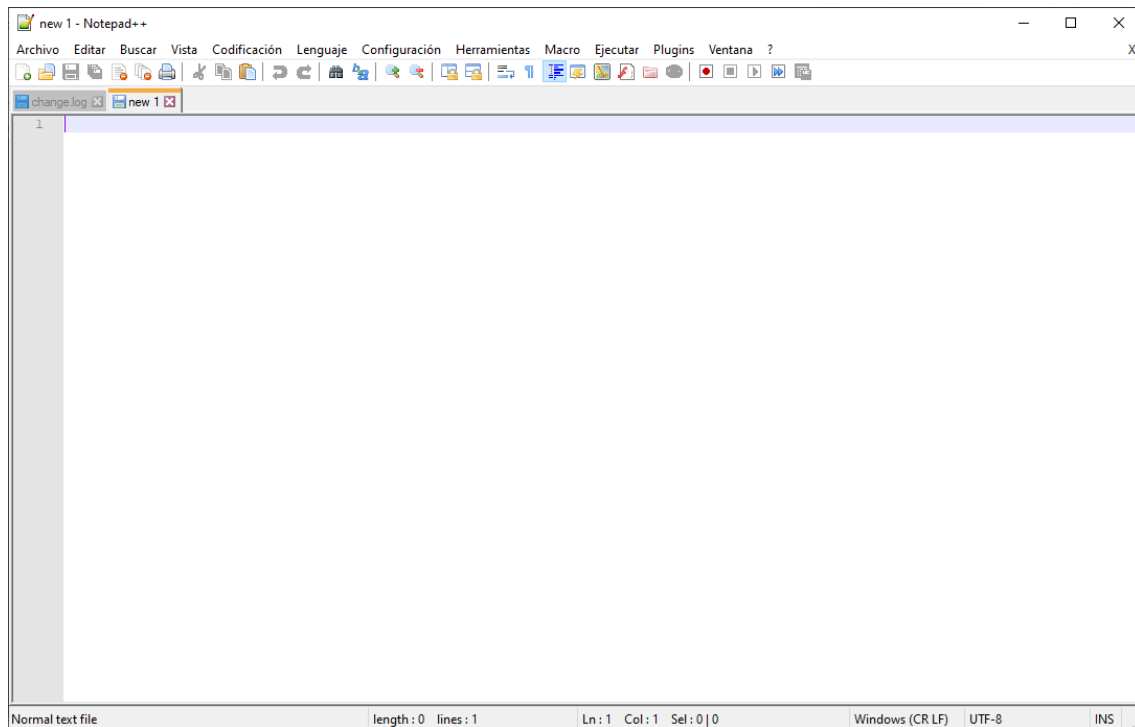 new 1 - Notepad++
Archivo Editar Buscar Vista Codificación Lenguaje Configuración Herramientas Macro Ejecutar Plugins Ventana ? X
change.log new 1
1
Normal text file length : 0 lines : 1 Ln : 1 Col : 1 Sel : 0 | 0 Windows (CR LF) UTF-8 INS